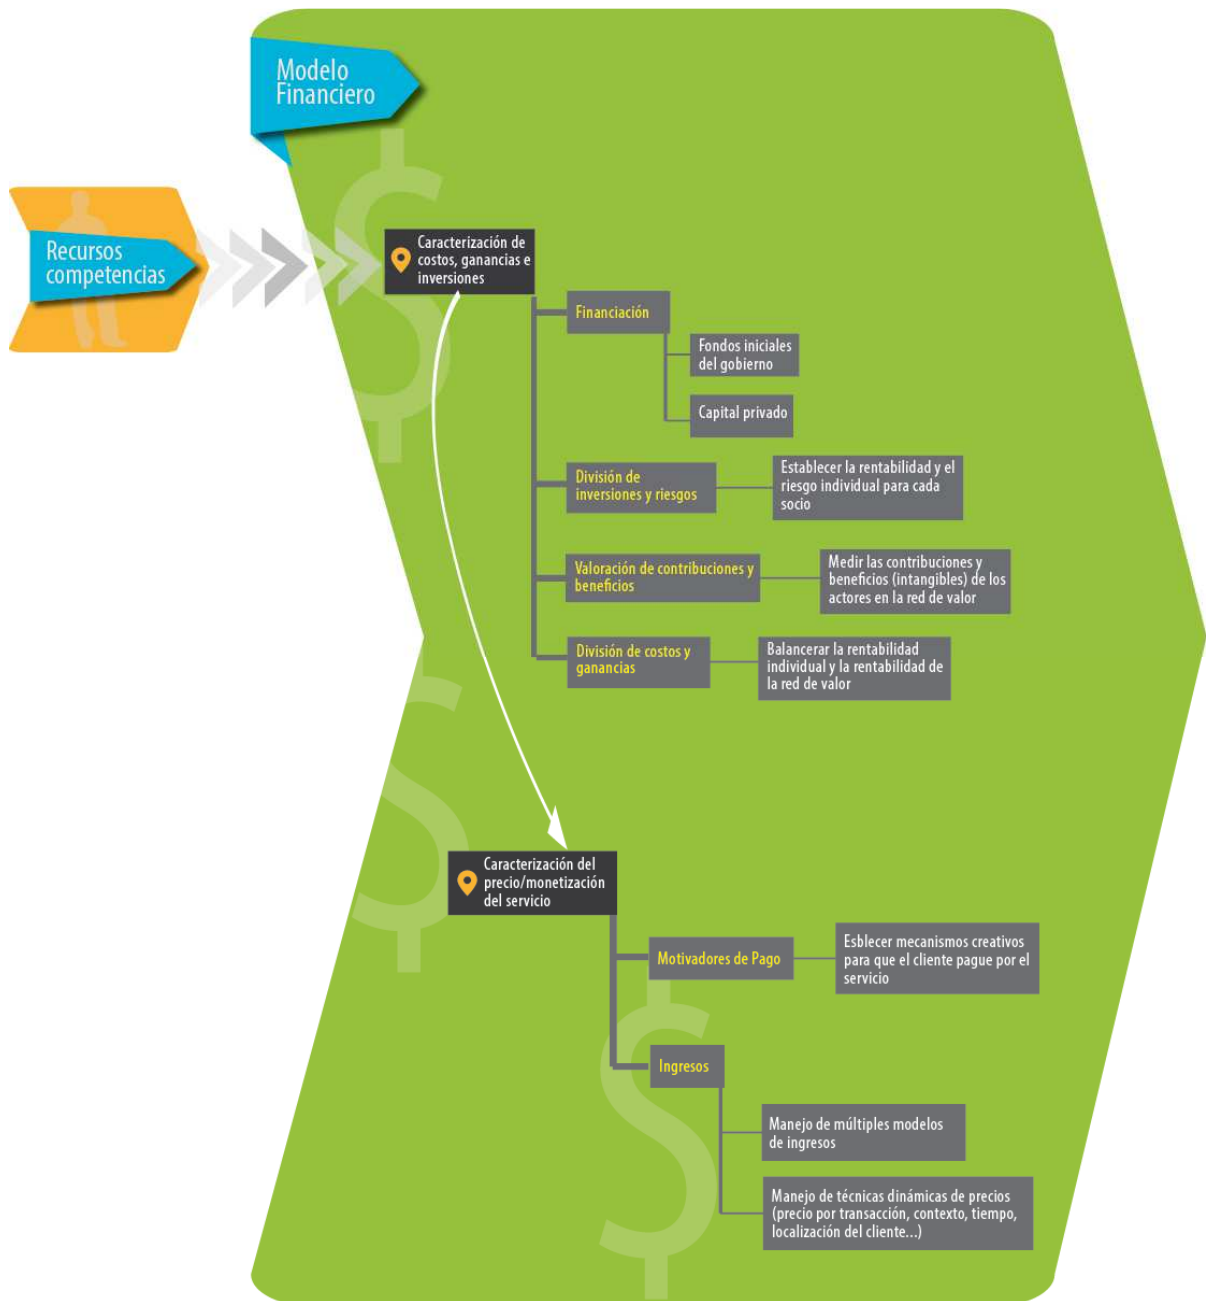 Modelo
Financiero
Recursos
competencias
Caracterización de
costos, ganancias e
inversiones
Financiación
Fondos iniciales
del gobierno
Capital privado
División de
inversiones y riesgos
Establecer la rentabilidad y el
riesgo individual para cada
socio
Valoración de contribuciones y
beneficios
Medir las contribuciones y
beneficios (intangibles) de los
actores en la red de valor
División de costos y
ganancias
Balancerar la rentabilidad
individual y la rentabilidad de
la red de valor
Caracterización del
precio/monetización
del servicio
Motivadores de Pago
Esblecer mecanismos creativos
para que el cliente pague por el
servicio
Ingresos
Manejo de múltiples modelos
de ingresos
Manejo de técnicas dinámicas de precios
(precio por transacción, contexto, tiempo,
localización del cliente...)